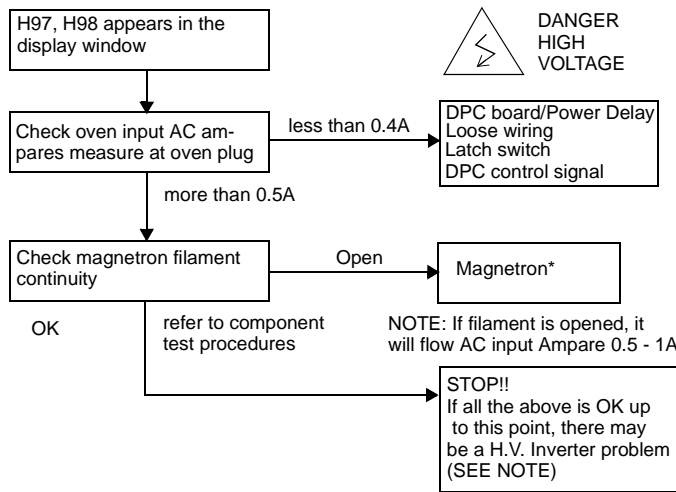 H97, H98 appears in the
display window
DANGER
HIGH
VOLTAGE
Check oven input AC am-
pares measure at oven plug
less than 0.4A
DPC board/Power Delay
Loose wiring
Latch switch
DPC control signal
more than 0.5A
Check magnetron filament
continuity
Open
Magnetron*
OK
refer to component
test procedures
NOTE: If filament is opened, it
will flow AC input Ampare 0.5 - 1A
STOP!!
If all the above is OK up
to this point, there may
be a H.V. Inverter problem
(SEE NOTE)